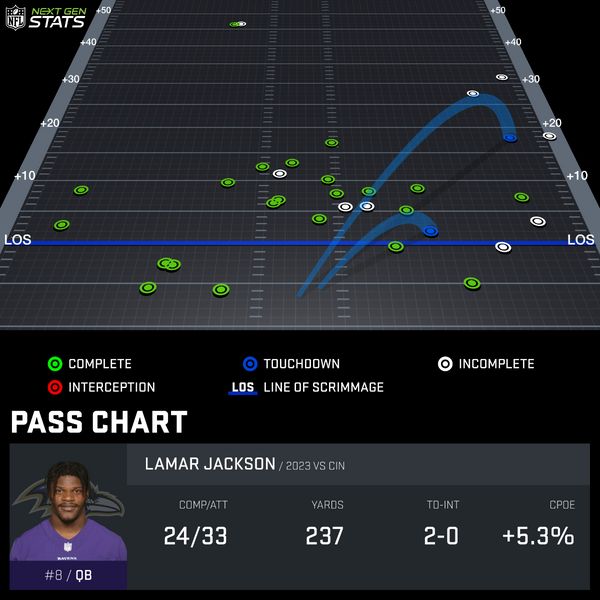 NFL NEXT GEN STATS
+50 +50
+40 +40
+30 +30
+20 +20
+10 +10
LOS LOS
COMPLETE TOUCHDOWN INCOMPLETE
INTERCEPTION LOS LINE OF SCRIMMAGE
PASS CHART
LAMAR JACKSON / 2023 VS CIN
COMP/ATT YARDS TD-INT CPOE
24/33 237 2-0 +5.3%
RAVENS
#8 / QB